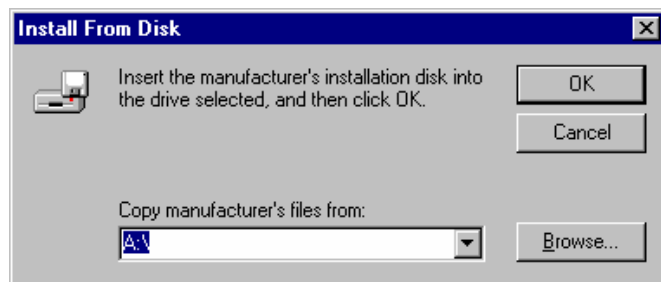 Install From Disk
Insert the manufacturer's installation disk into
the drive selected, and then click OK.
OK
Cancel
Copy manufacturer's files from:
A:\
Browse...